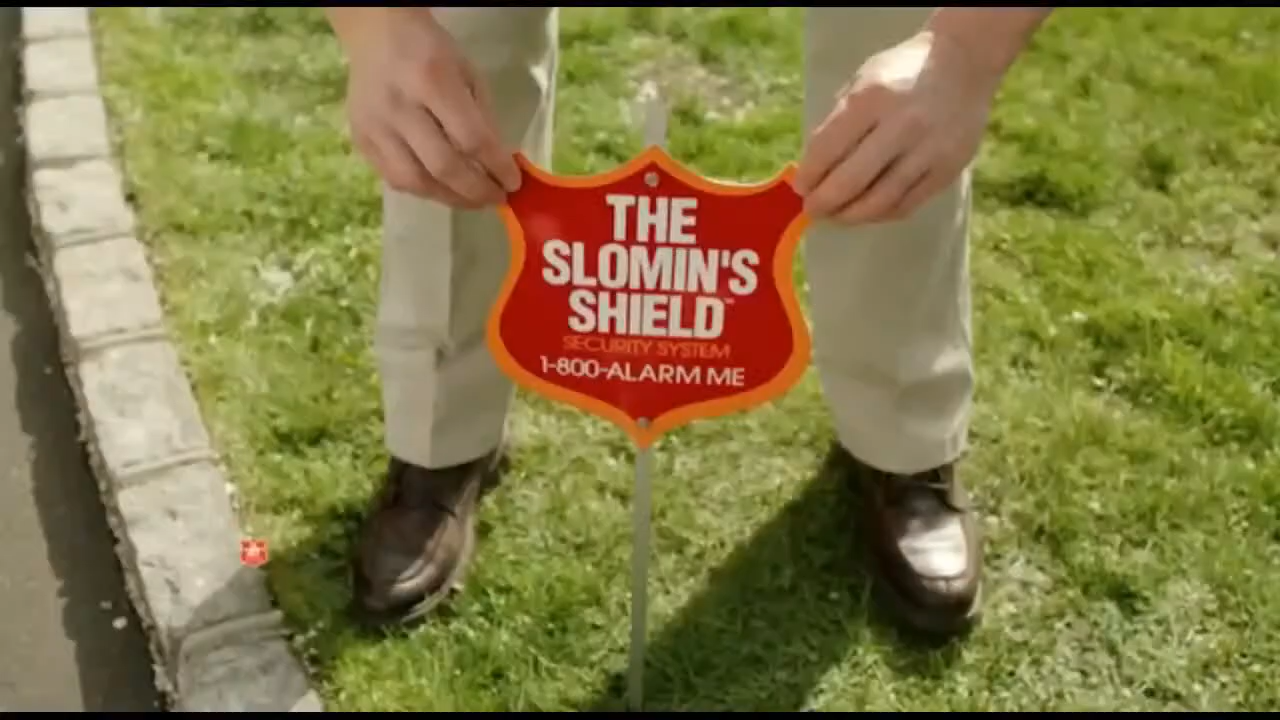 THE
SLOMIN'S
SHIELD™
SECURITY SYSTEM
1-800-ALARM ME